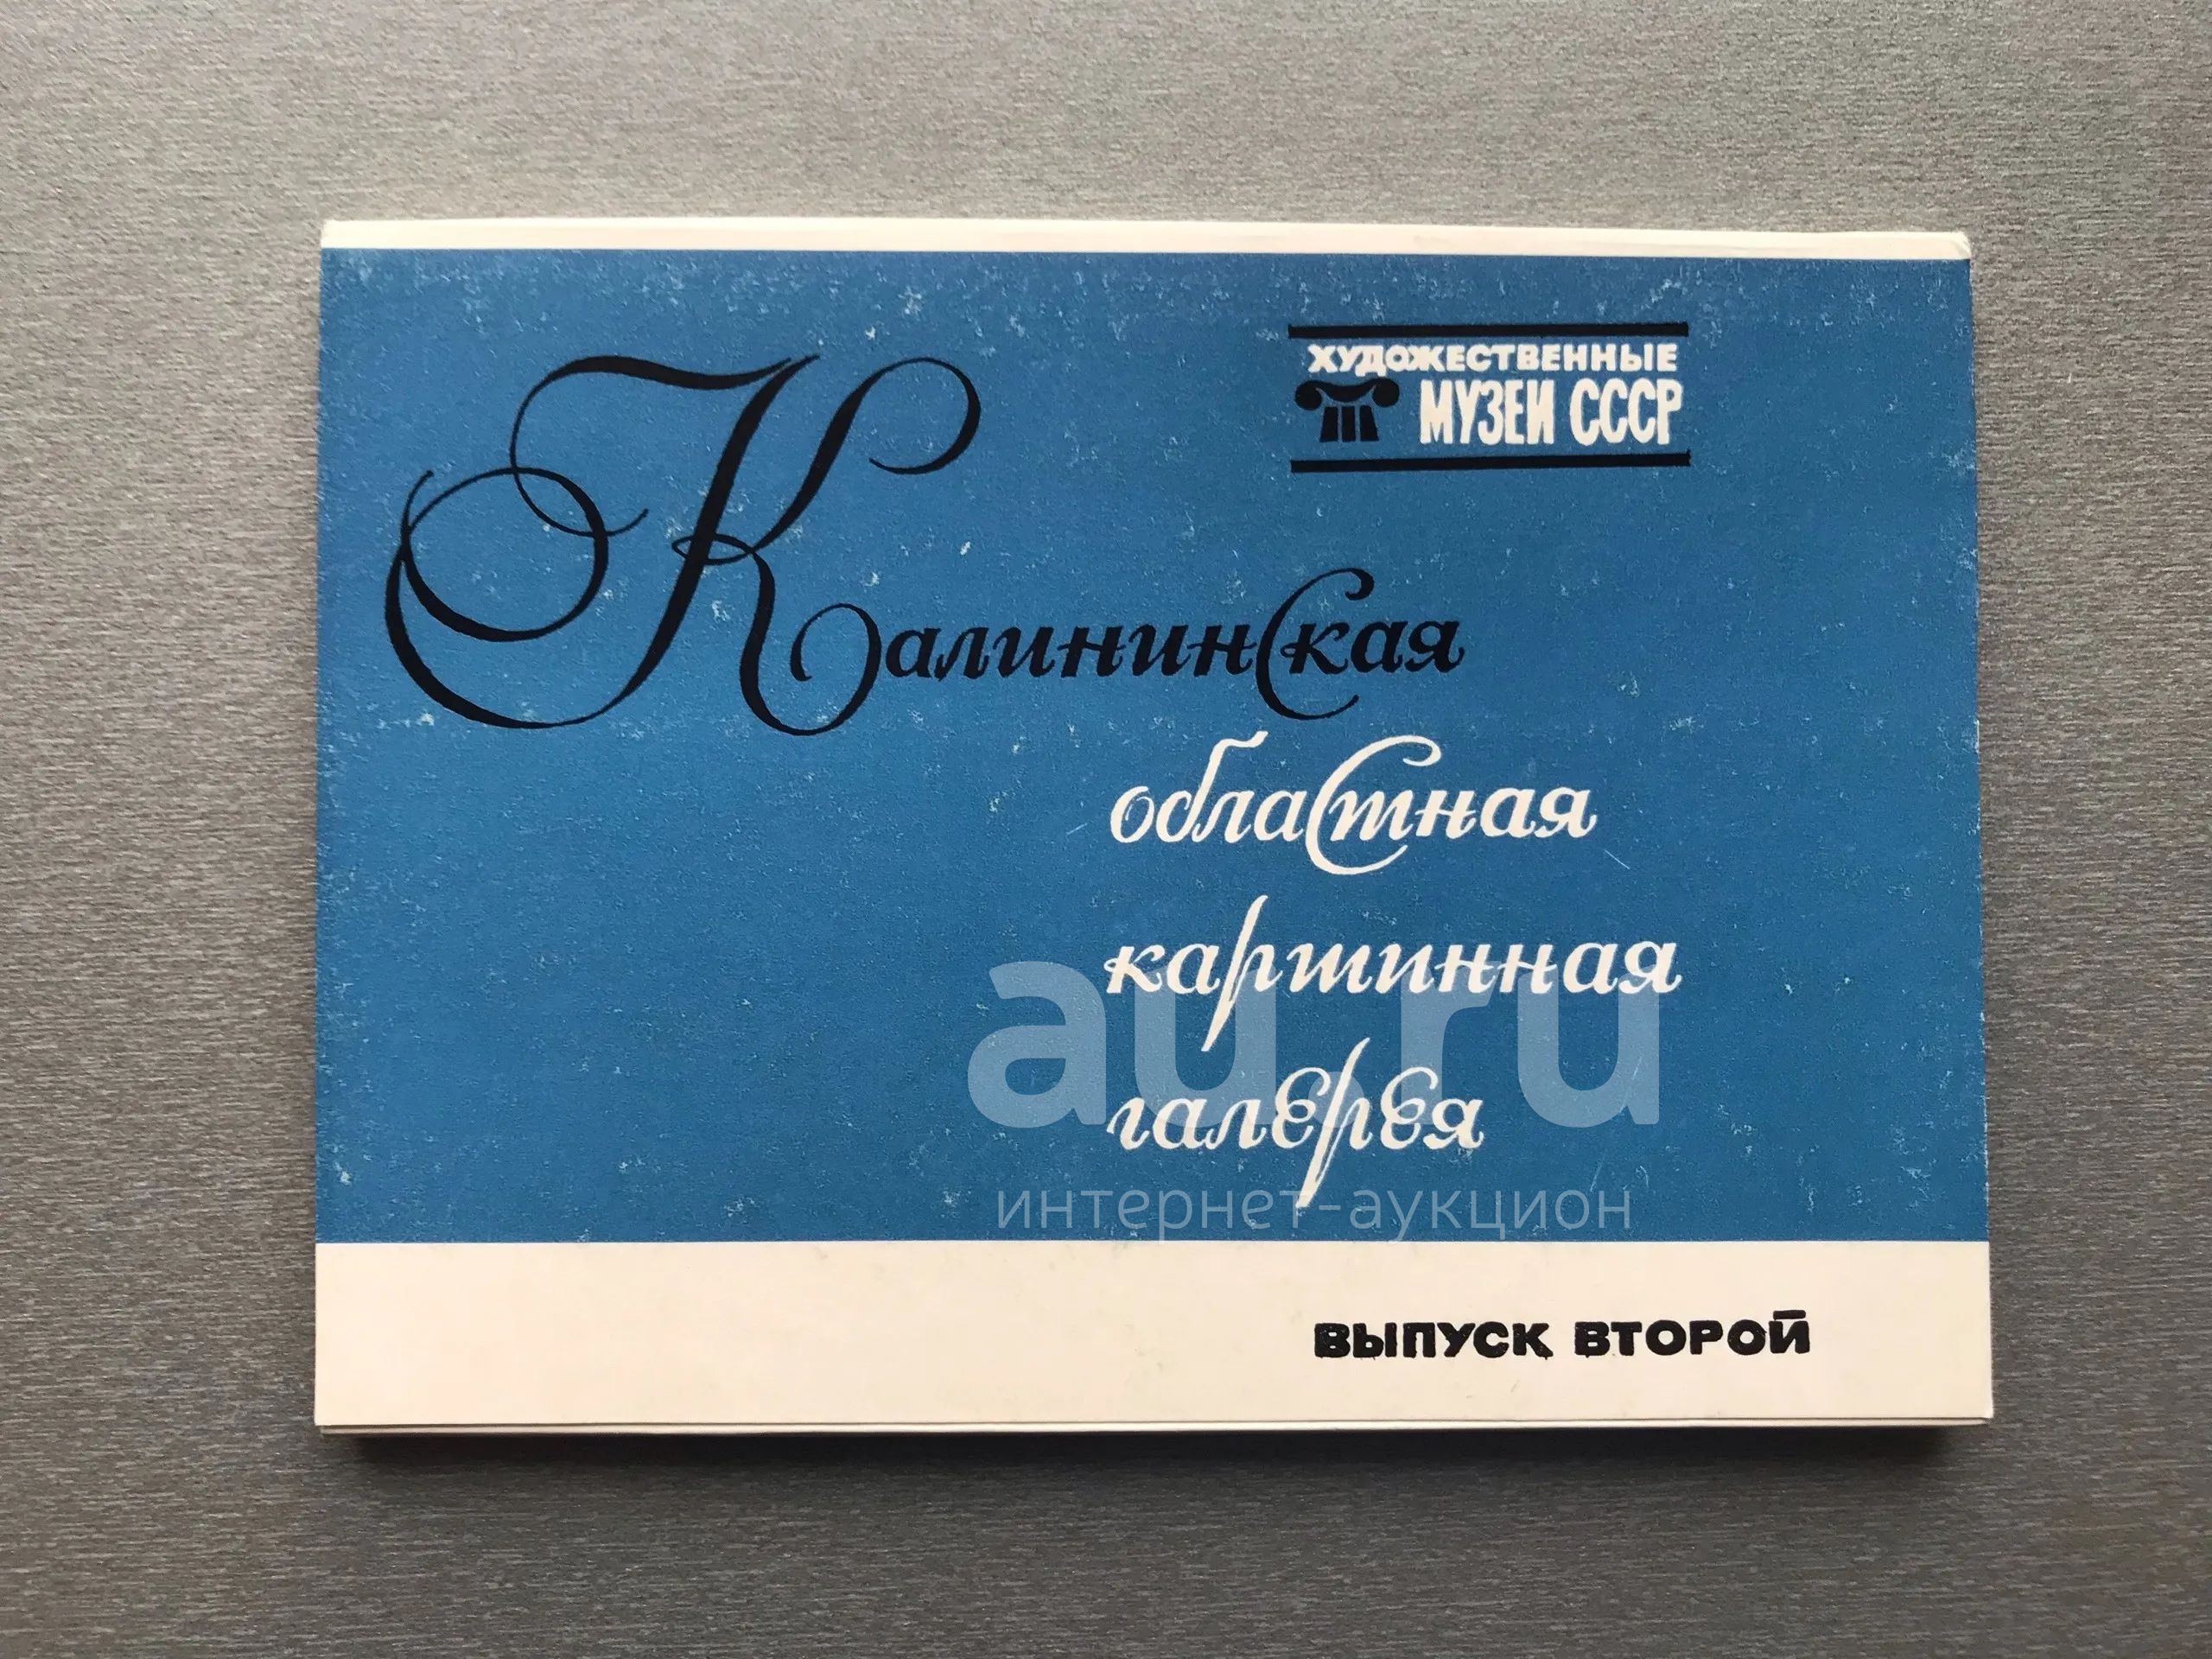 ХУДОЖЕСТВЕННЫЕ
МУЗЕИ СССР
Калининская
областная
картинная
галерея
au.ru
интернет-аукцион
ВЫПУСК ВТОРОЙ